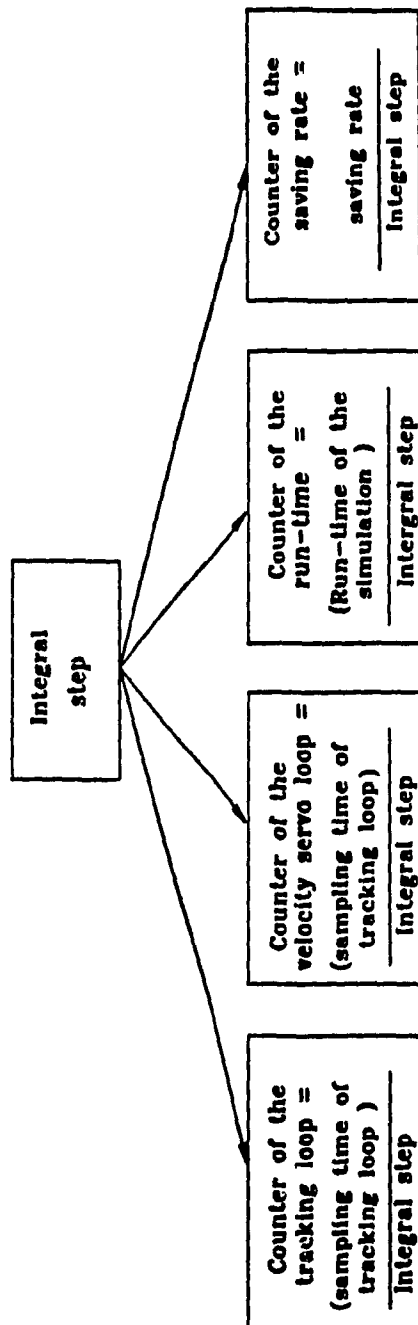 Integral
step
Counter of the
tracking loop =
(sampling time of
tracking loop )
Integral step
Counter of the
velocity servo loop =
(sampling time of
tracking loop)
Integral step
Counter of the
run-time =
(Run-time of the
simulation )
Intergral step
Counter of the
saving rate =
saving rate
Integral step